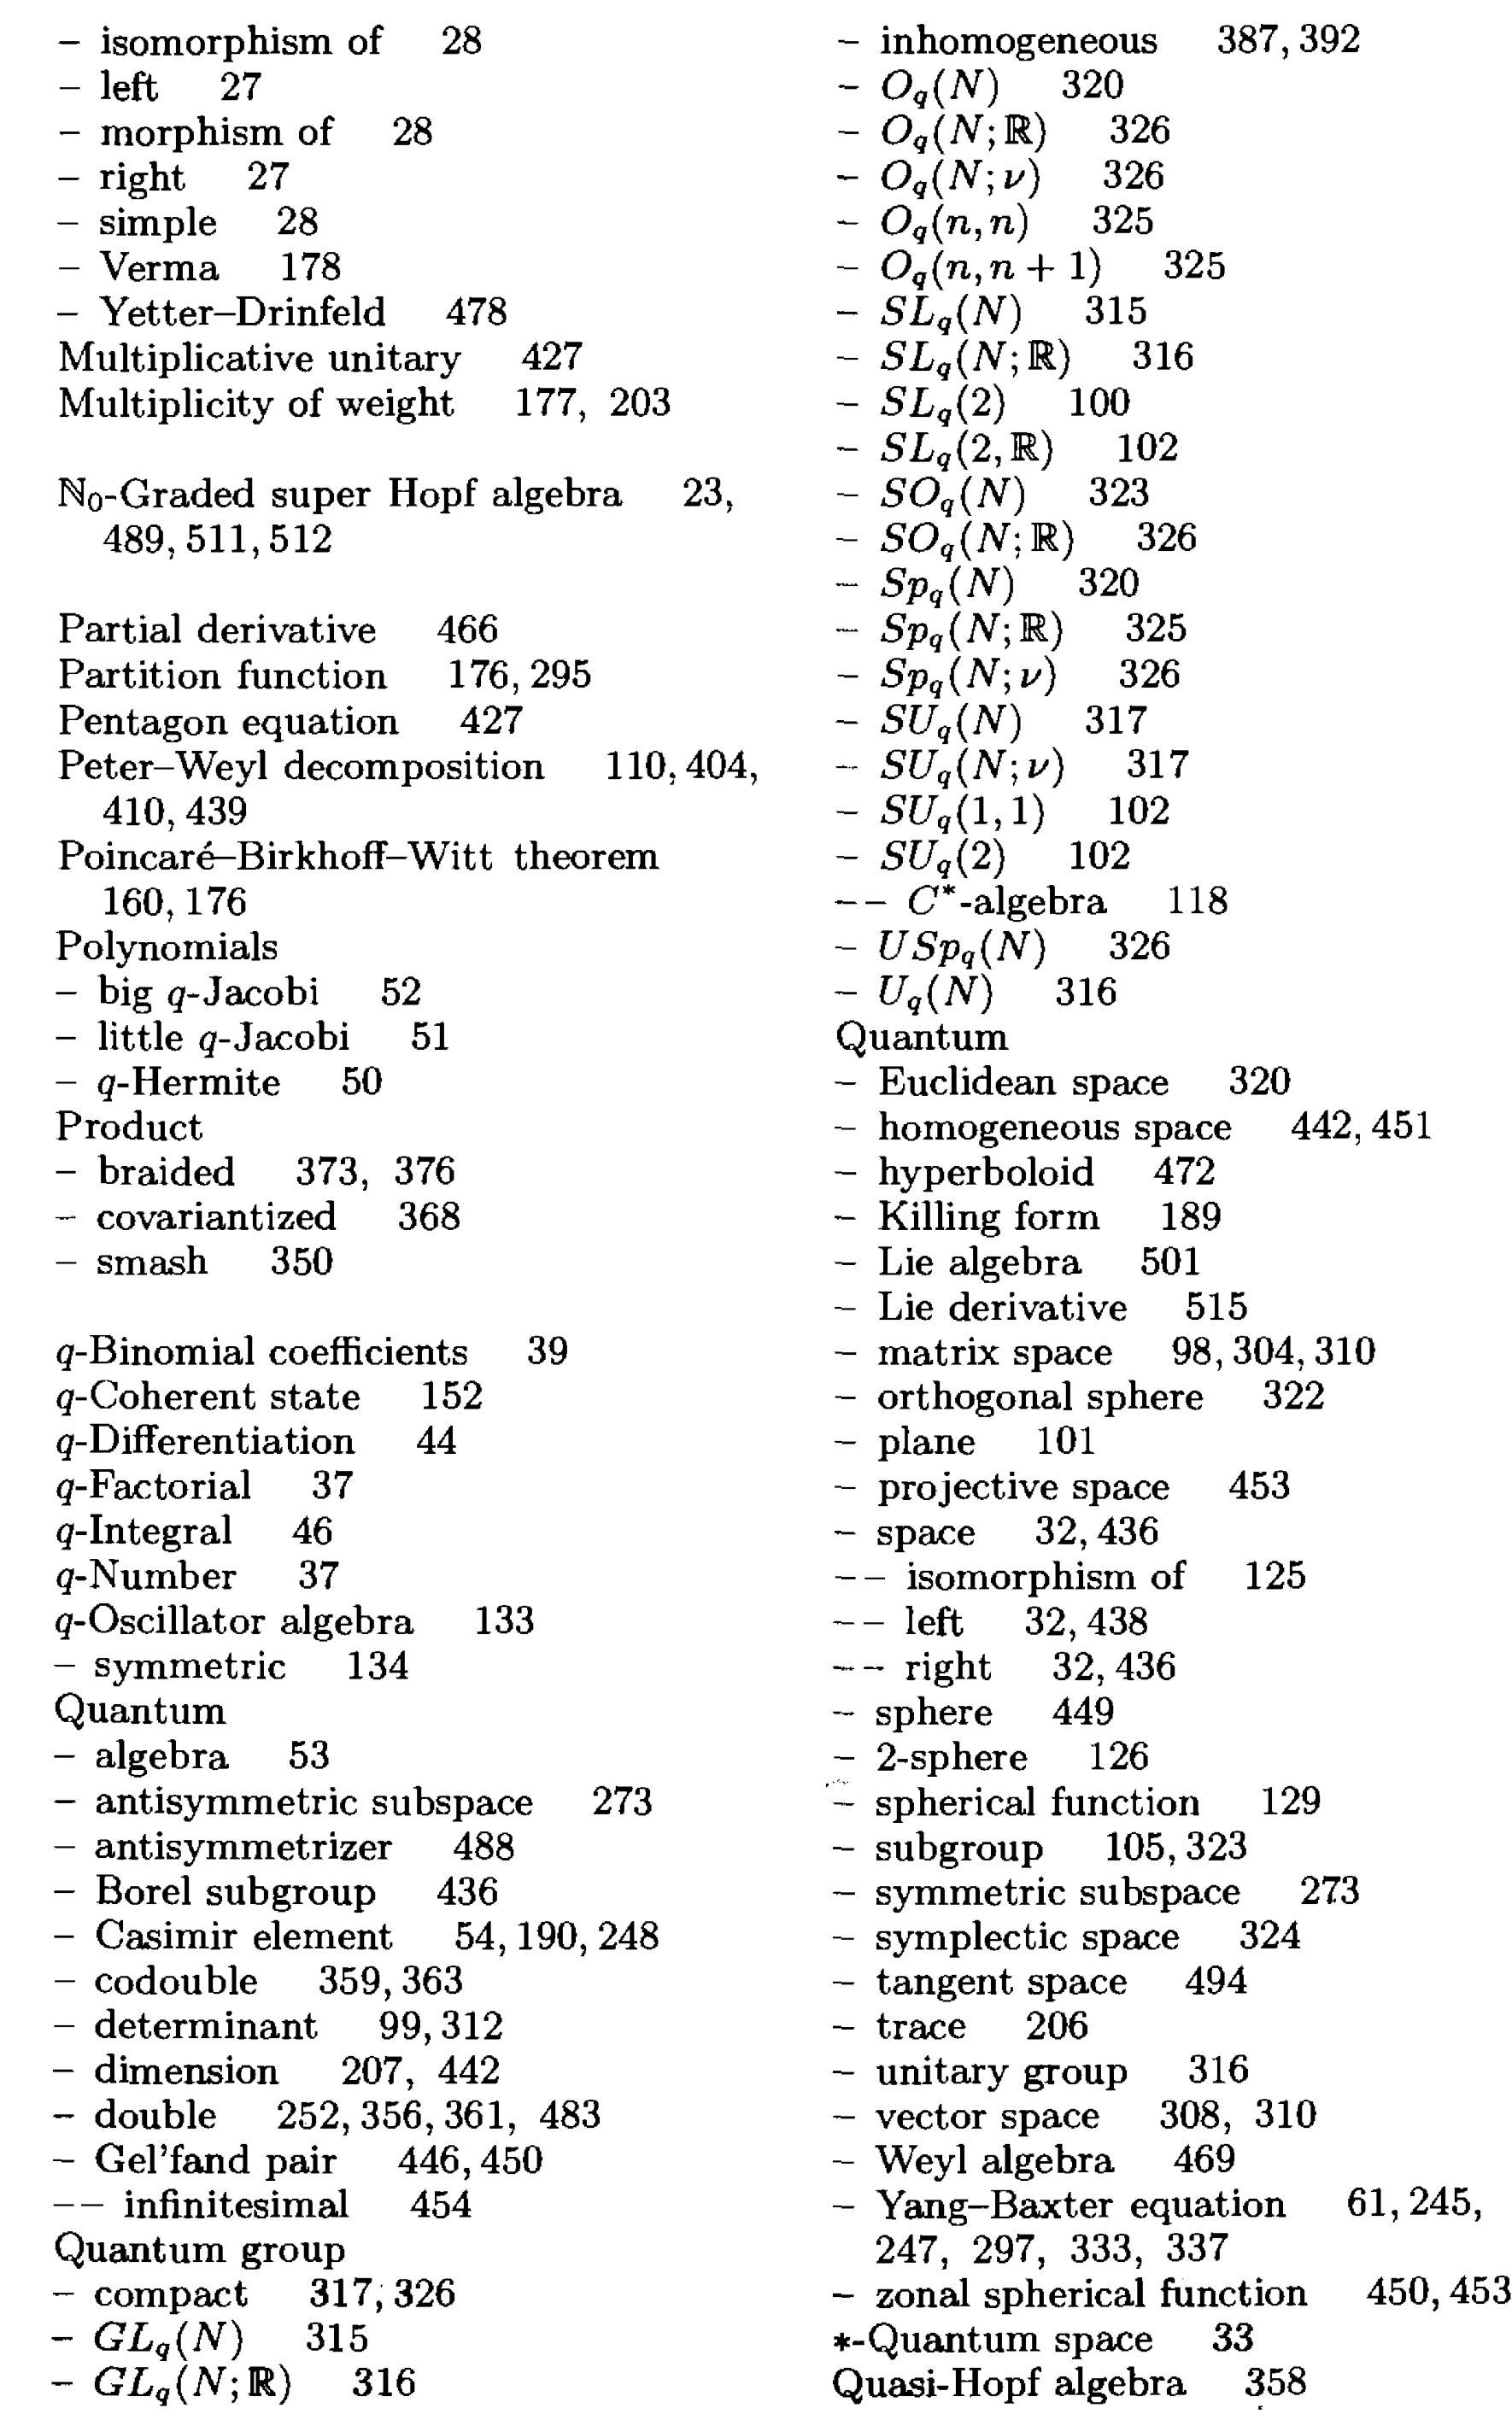 – isomorphism of 28
– left 27
– morphism of 28
– right 27
– simple 28
– Verma 178
– Yetter–Drinfeld 478
Multiplicative unitary 427
Multiplicity of weight 177, 203
ℕ₀-Graded super Hopf algebra 23,
489, 511, 512
Partial derivative 466
Partition function 176, 295
Pentagon equation 427
Peter–Weyl decomposition 110, 404,
410, 439
Poincaré–Birkhoff–Witt theorem
160, 176
Polynomials
– big q-Jacobi 52
– little q-Jacobi 51
– q-Hermite 50
Product
– braided 373, 376
– covariantized 368
– smash 350
q-Binomial coefficients 39
q-Coherent state 152
q-Differentiation 44
q-Factorial 37
q-Integral 46
q-Number 37
q-Oscillator algebra 133
– symmetric 134
Quantum
– algebra 53
– antisymmetric subspace 273
– antisymmetrizer 488
– Borel subgroup 436
– Casimir element 54, 190, 248
– codouble 359, 363
– determinant 99, 312
– dimension 207, 442
– double 252, 356, 361, 483
– Gel'fand pair 446, 450
–– infinitesimal 454
Quantum group
– compact 317, 326
– GL_q(N) 315
– GL_q(N; ℝ) 316
– inhomogeneous 387, 392
– O_q(N) 320
– O_q(N; ℝ) 326
– O_q(N; ν) 326
– O_q(n, n) 325
– O_q(n, n + 1) 325
– SL_q(N) 315
– SL_q(N; ℝ) 316
– SL_q(2) 100
– SL_q(2, ℝ) 102
– SO_q(N) 323
– SO_q(N; ℝ) 326
– Sp_q(N) 320
– Sp_q(N; ℝ) 325
– Sp_q(N; ν) 326
– SU_q(N) 317
– SU_q(N; ν) 317
– SU_q(1, 1) 102
– SU_q(2) 102
–– C*-algebra 118
– USp_q(N) 326
– U_q(N) 316
Quantum
– Euclidean space 320
– homogeneous space 442, 451
– hyperboloid 472
– Killing form 189
– Lie algebra 501
– Lie derivative 515
– matrix space 98, 304, 310
– orthogonal sphere 322
– plane 101
– projective space 453
– space 32, 436
–– isomorphism of 125
–– left 32, 438
–– right 32, 436
– sphere 449
– 2-sphere 126
– spherical function 129
– subgroup 105, 323
– symmetric subspace 273
– symplectic space 324
– tangent space 494
– trace 206
– unitary group 316
– vector space 308, 310
– Weyl algebra 469
– Yang–Baxter equation 61, 245,
247, 297, 333, 337
– zonal spherical function 450, 453
*-Quantum space 33
Quasi-Hopf algebra 358